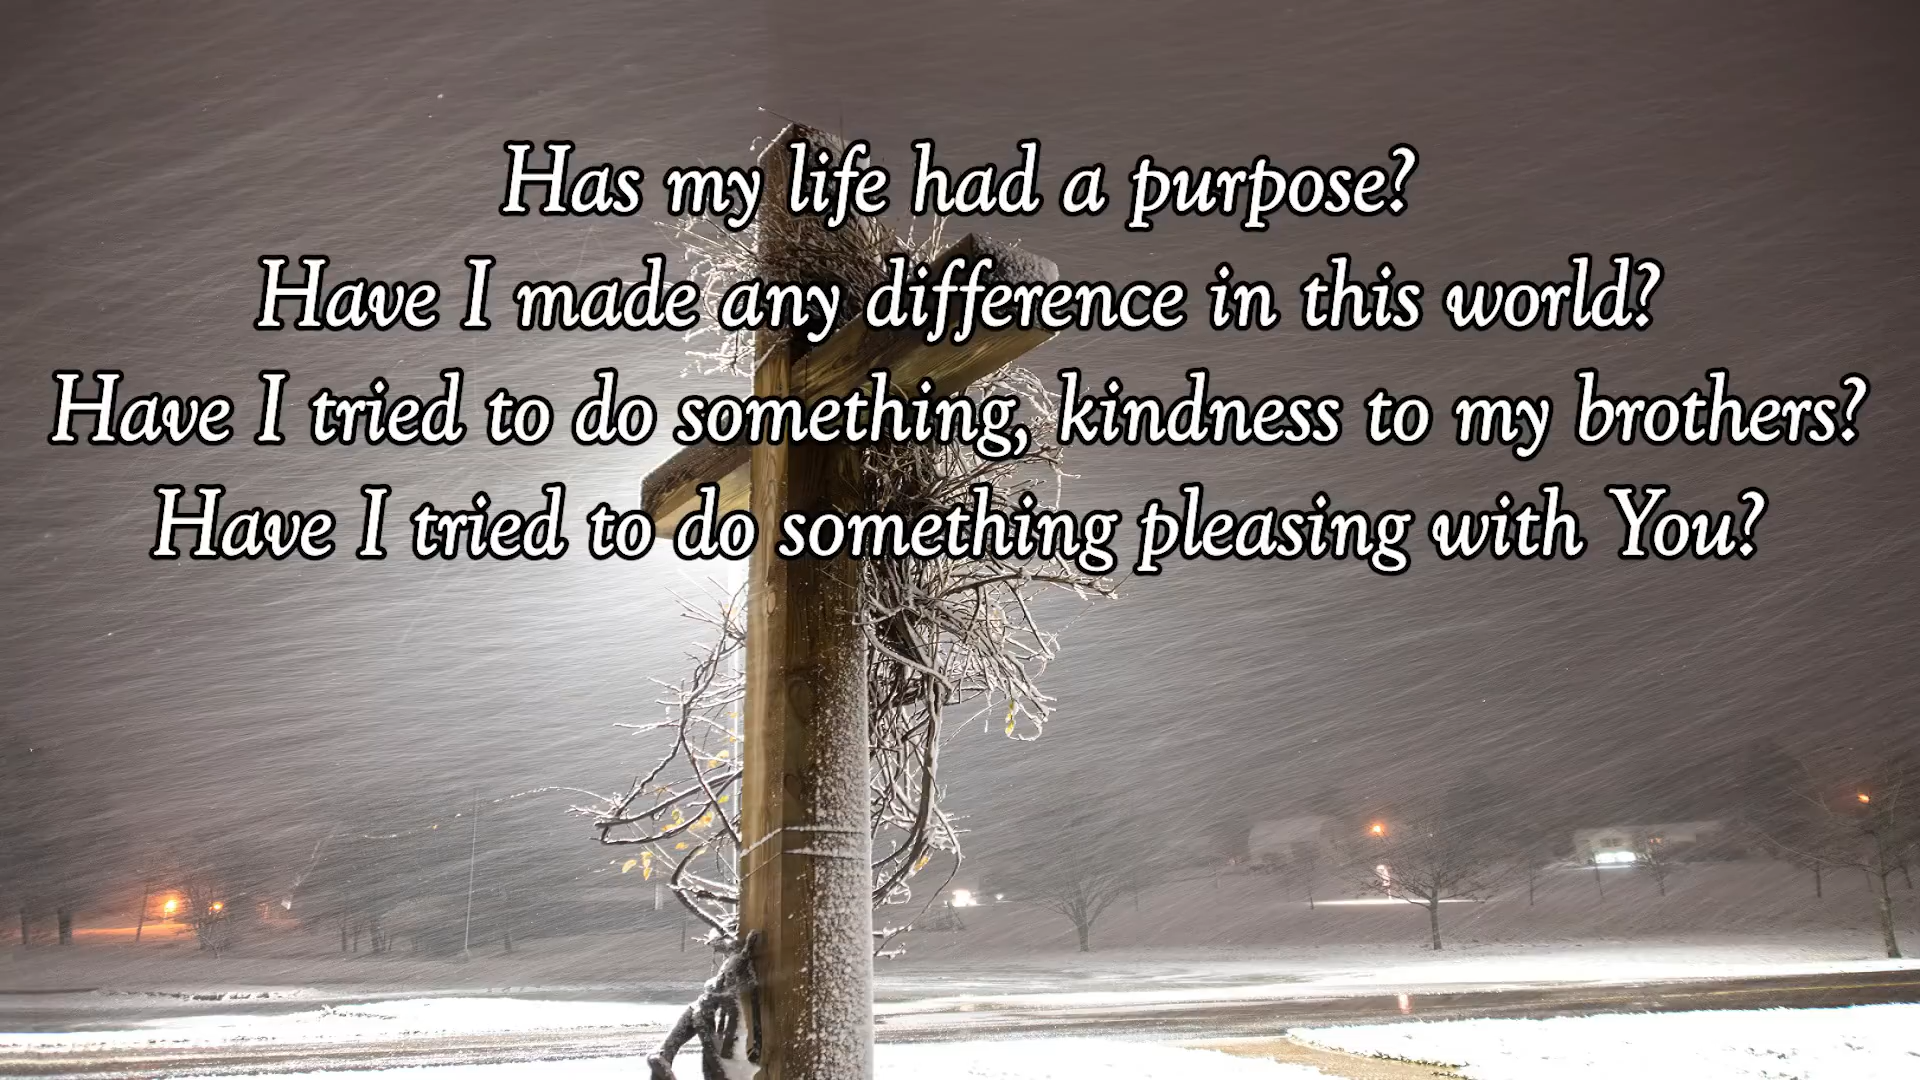 Has my life had a purpose?
Have I made any difference in this world?
Have I tried to do something, kindness to my brothers?
Have I tried to do something pleasing with You?